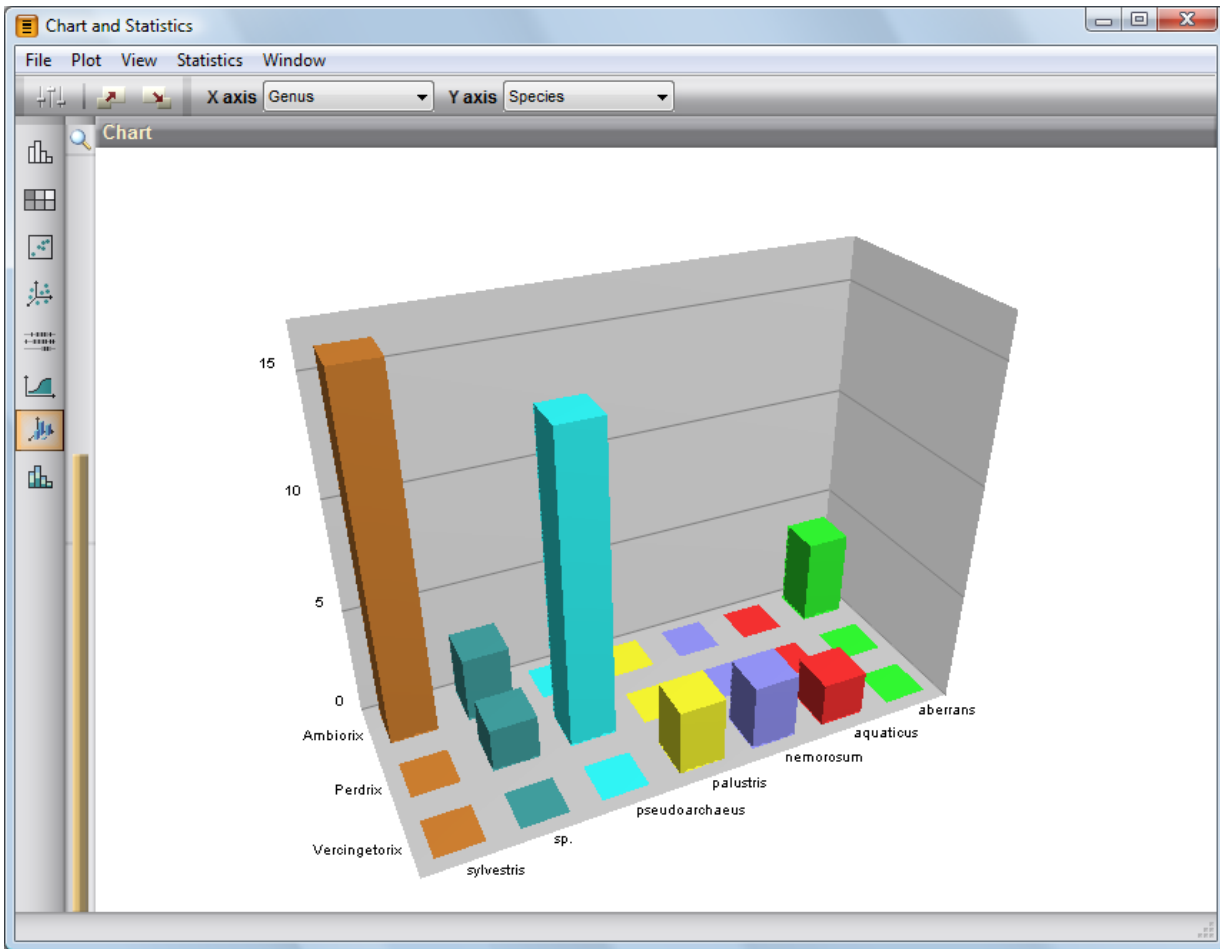 Chart and Statistics
File Plot View Statistics Window
X axis Genus Y axis Species
Chart
15
10
5
0
Ambiorix
Perdrix
Vercingetorix
sylvestris
sp.
pseudoarchaeus
palustris
nemorosum
aquaticus
aberrans